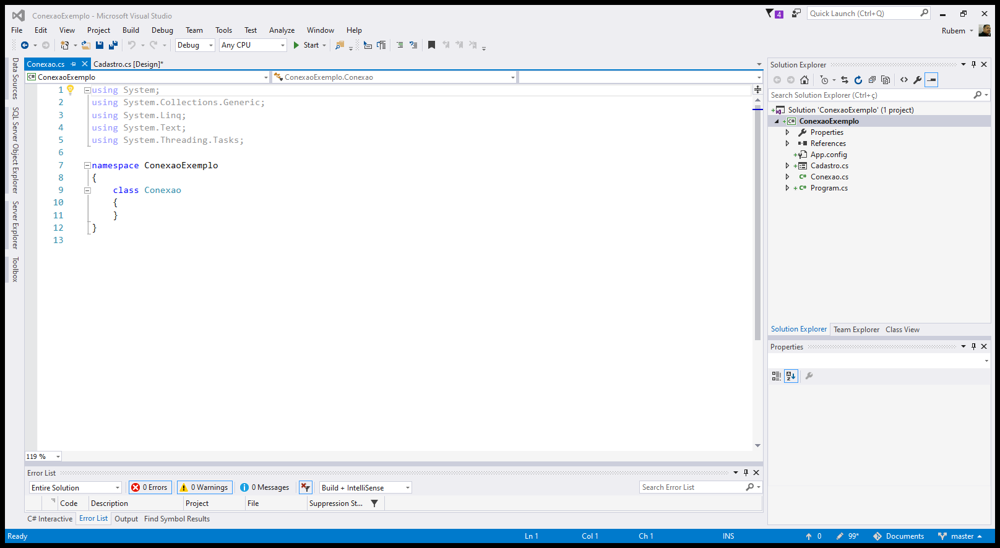 ConexaoExemplo - Microsoft Visual Studio
4
Quick Launch (Ctrl+Q)
File Edit View Project Build Debug Team Tools Test Analyze Window Help
Rubem
Debug Any CPU Start
Data Sources
SQL Server Object Explorer
Server Explorer
Toolbox
Conexao.cs Cadastro.cs [Design]*
C# ConexaoExemplo ConexaoExemplo.Conexao
1 using System;
2 using System.Collections.Generic;
3 using System.Linq;
4 using System.Text;
5 using System.Threading.Tasks;
6
7 namespace ConexaoExemplo
8 {
9 class Conexao
10 {
11 }
12 }
13
119 %
Solution Explorer
Search Solution Explorer (Ctrl+ç)
Solution 'ConexaoExemplo' (1 project)
C# ConexaoExemplo
Properties
References
App.config
Cadastro.cs
C# Conexao.cs
C# Program.cs
Solution Explorer Team Explorer Class View
Properties
Error List
Entire Solution 0 Errors 0 Warnings 0 Messages Build + IntelliSense Search Error List
Code Description Project File Suppression St...
C# Interactive Error List Output Find Symbol Results
Ready Ln 1 Col 1 Ch 1 INS 0 99* Documents master